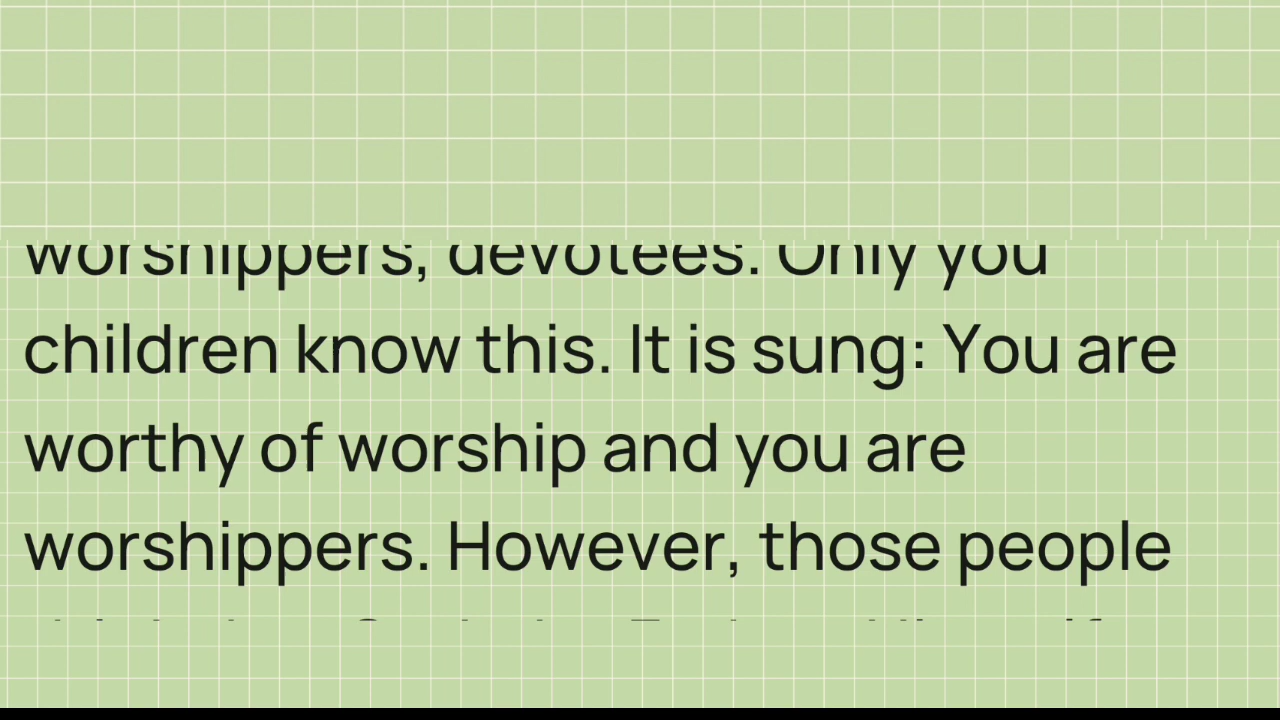 worshippers, devotees. Only you
children know this. It is sung: You are
worthy of worship and you are
worshippers. However, those people